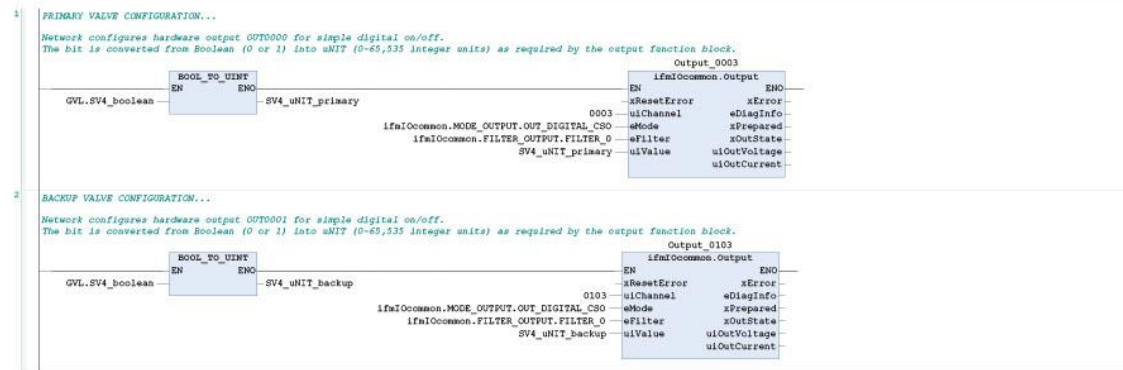 1
PRIMARY VALVE CONFIGURATION...
Network configures hardware output OUT0000 for simple digital on/off.
The bit is converted from Boolean (0 or 1) into uNIT (0-65,535 integer units) as required by the output function block.
Output_0003
BOOL_TO_UINT
ifmIOcommon.Output
EN ENO
EN ENO
GVL.SV4_boolean SV4_uNIT_primary
xResetError xError
0003 uiChannel eDiagInfo
ifmIOcommon.MODE_OUTPUT.OUT_DIGITAL_CSO eMode xPrepared
ifmIOcommon.FILTER_OUTPUT.FILTER_0 eFilter xOutState
SV4_uNIT_primary uiValue uiOutVoltage
uiOutCurrent
2
BACKUP VALVE CONFIGURATION...
Network configures hardware output OUT0001 for simple digital on/off.
The bit is converted from Boolean (0 or 1) into uNIT (0-65,535 integer units) as required by the output function block.
Output_0103
BOOL_TO_UINT
ifmIOcommon.Output
EN ENO
EN ENO
GVL.SV4_boolean SV4_uNIT_backup
xResetError xError
0103 uiChannel eDiagInfo
ifmIOcommon.MODE_OUTPUT.OUT_DIGITAL_CSO eMode xPrepared
ifmIOcommon.FILTER_OUTPUT.FILTER_0 eFilter xOutState
SV4_uNIT_backup uiValue uiOutVoltage
uiOutCurrent